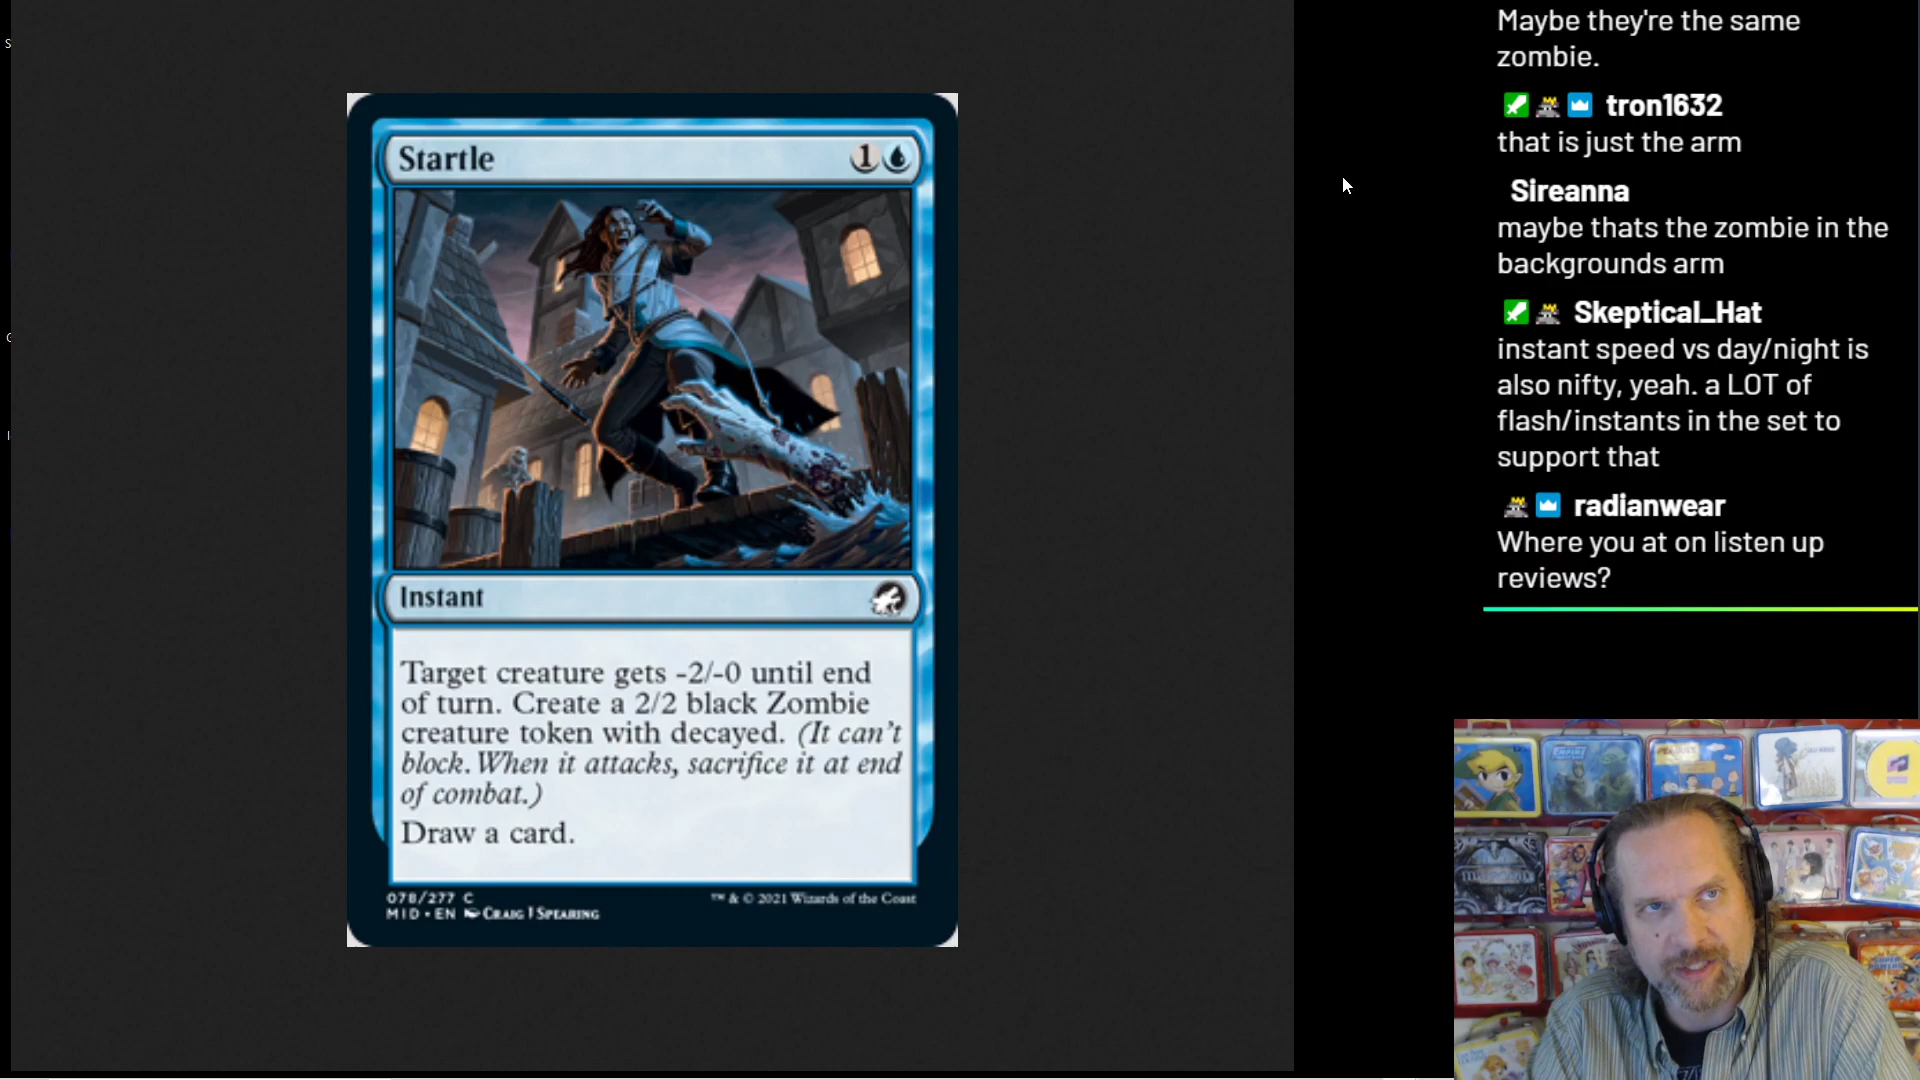 Startle 1
Instant
Target creature gets -2/-0 until end
of turn. Create a 2/2 black Zombie
creature token with decayed. (It can't
block. When it attacks, sacrifice it at end
of combat.)
Draw a card.
078/277 C
™ & © 2021 Wizards of the Coast
MID • EN Craig J Spearing
Maybe they're the same
zombie.
tron1632
that is just the arm
Sireanna
maybe thats the zombie in the
backgrounds arm
Skeptical_Hat
instant speed vs day/night is
also nifty, yeah. a LOT of
flash/instants in the set to
support that
radianwear
Where you at on listen up
reviews?